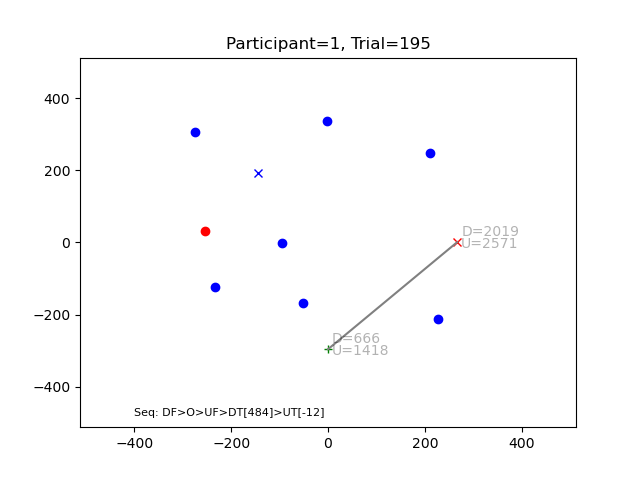 Participant=1, Trial=195
400
200
0
−200
−400
D=2019
U=2571
D=666
U=1418
Seq: DF>O>UF>DT[484]>UT[-12]
−400 −200 0 200 400